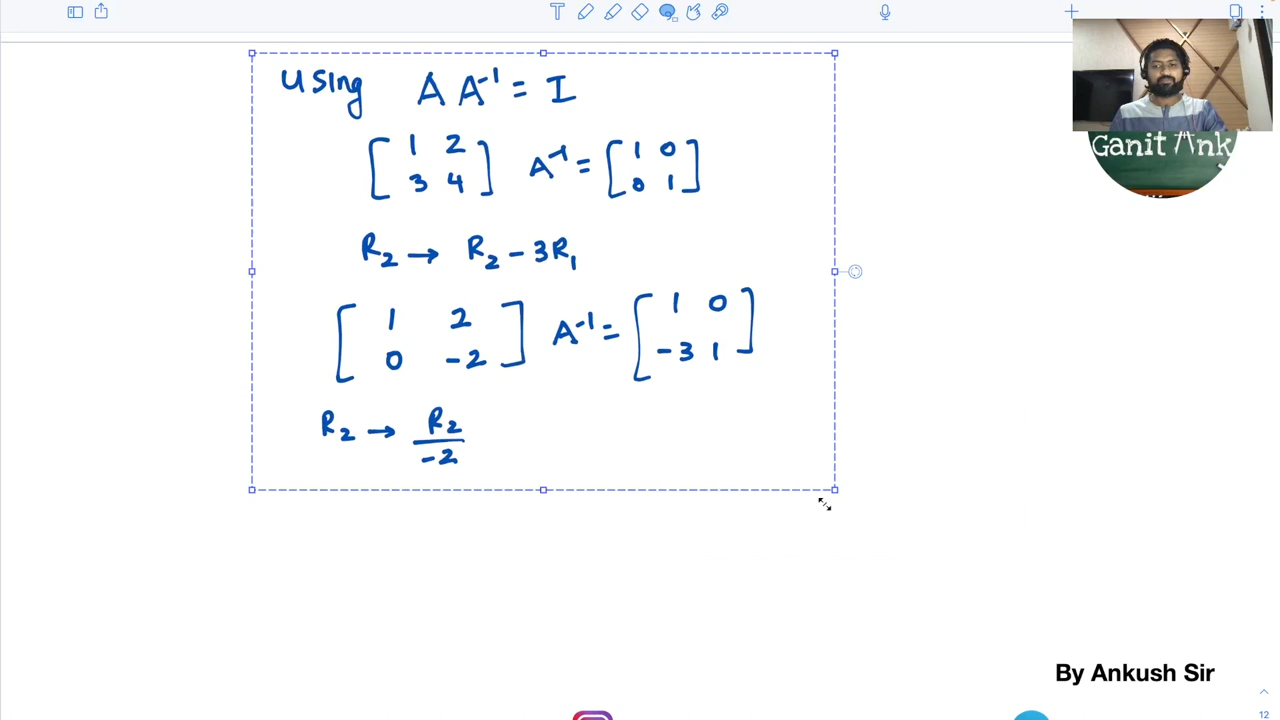 using A A⁻¹ = I
[ 1 2 3 4 ] A⁻¹ = [ 1 0 0 1 ]
R₂ → R₂ - 3R₁
[ 1 2 0 -2 ] A⁻¹ = [ 1 0 -3 1 ]
R₂ → R₂ / -2
Ganit Ank
By Ankush Sir
12